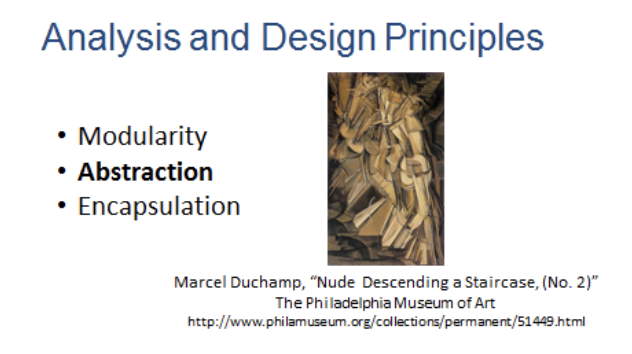 Analysis and Design Principles
• Modularity
• Abstraction
• Encapsulation
Marcel Duchamp, “Nude Descending a Staircase, (No. 2)”
The Philadelphia Museum of Art
http://www.philamuseum.org/collections/permanent/51449.html